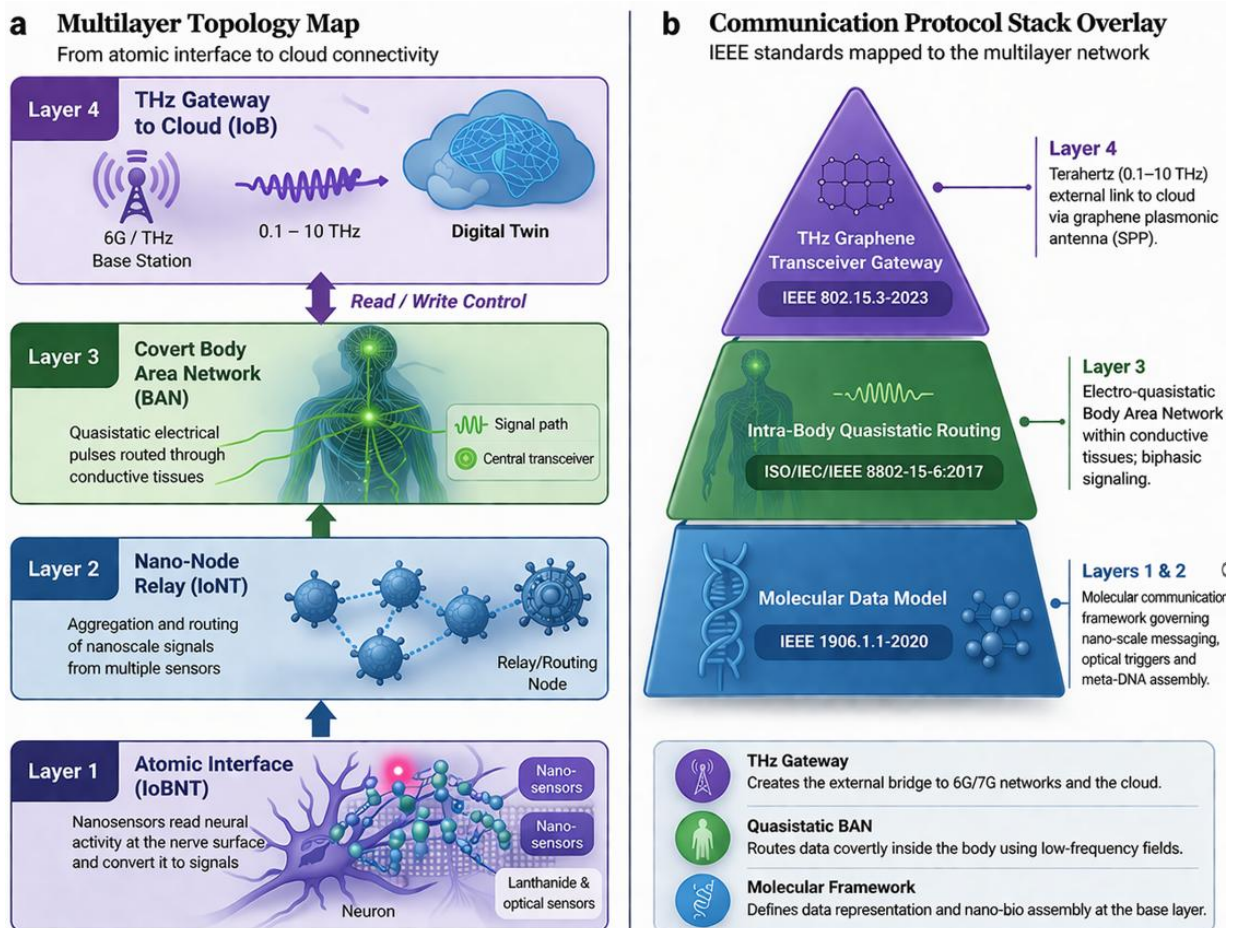 a Multilayer Topology Map
From atomic interface to cloud connectivity
Layer 4
THz Gateway
to Cloud (IoB)
6G / THz
Base Station
0.1 – 10 THz
Digital Twin
Read / Write Control
Layer 3
Covert Body
Area Network
(BAN)
Quasistatic electrical
pulses routed through
conductive tissues
Signal path
Central transceiver
Layer 2
Nano-Node
Relay (IoNT)
Aggregation and routing
of nanoscale signals
from multiple sensors
Relay/Routing
Node
Layer 1
Atomic Interface
(IoBNT)
Nanosensors read neural
activity at the nerve surface
and convert it to signals
Neuron
Nano-
sensors
Nano-
sensors
Lanthanide &
optical sensors
b Communication Protocol Stack Overlay
IEEE standards mapped to the multilayer network
THz Graphene
Transceiver Gateway
IEEE 802.15.3-2023
Layer 4
Terahertz (0.1–10 THz)
external link to cloud
via graphene plasmonic
antenna (SPP).
Intra-Body Quasistatic Routing
ISO/IEC/IEEE 8802-15-6:2017
Layer 3
Electro-quasistatic
Body Area Network
within conductive
tissues; biphasic
signaling.
Molecular Data Model
IEEE 1906.1.1-2020
Layers 1 & 2
Molecular communication
framework governing
nano-scale messaging,
optical triggers and
meta-DNA assembly.
THz Gateway
Creates the external bridge to 6G/7G networks and the cloud.
Quasistatic BAN
Routes data covertly inside the body using low-frequency fields.
Molecular Framework
Defines data representation and nano-bio assembly at the base layer.